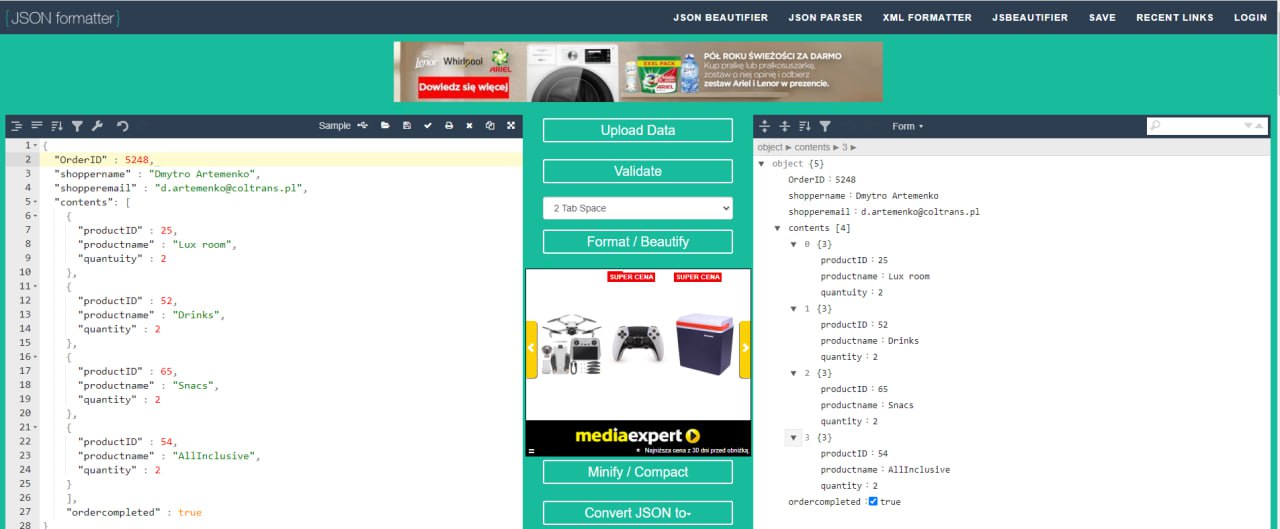 {JSON formatter}
JSON BEAUTIFIER JSON PARSER XML FORMATTER JSBEAUTIFIER SAVE RECENT LINKS LOGIN
Lenor Whirlpool ARIEL
Dowiedz się więcej
XXXL PACK
PÓŁ ROKU ŚWIEŻOŚCI ZA DARMO
Kup pralkę lub pralkosuszarkę,
zostaw o niej opinię i odbierz
zestaw Ariel i Lenor w prezencie.
Sample
1 {
2 "OrderID" : 5248,
3 "shoppername" : "Dmytro Artemenko",
4 "shopperemail" : "d.artemenko@coltrans.pl",
5 "contents": [
6 {
7 "productID" : 25,
8 "productname" : "Lux room",
9 "quantuity" : 2
10 },
11 {
12 "productID" : 52,
13 "productname" : "Drinks",
14 "quantity" : 2
15 },
16 {
17 "productID" : 65,
18 "productname" : "Snacs",
19 "quantity" : 2
20 },
21 {
22 "productID" : 54,
23 "productname" : "AllInclusive",
24 "quantity" : 2
25 }
26 ],
27 "ordercompleted" : true
28 }
Upload Data
Validate
2 Tab Space
Format / Beautify
SUPER CENA SUPER CENA
mediaexpert
* Najniższa cena z 30 dni przed obniżką
Minify / Compact
Convert JSON to
Form
object ► contents ► 3 ►
object {5}
OrderID : 5248
shoppername : Dmytro Artemenko
shopperemail : d.artemenko@coltrans.pl
contents [4]
0 {3}
productID : 25
productname : Lux room
quantuity : 2
1 {3}
productID : 52
productname : Drinks
quantity : 2
2 {3}
productID : 65
productname : Snacs
quantity : 2
3 {3}
productID : 54
productname : AllInclusive
quantity : 2
ordercompleted : true